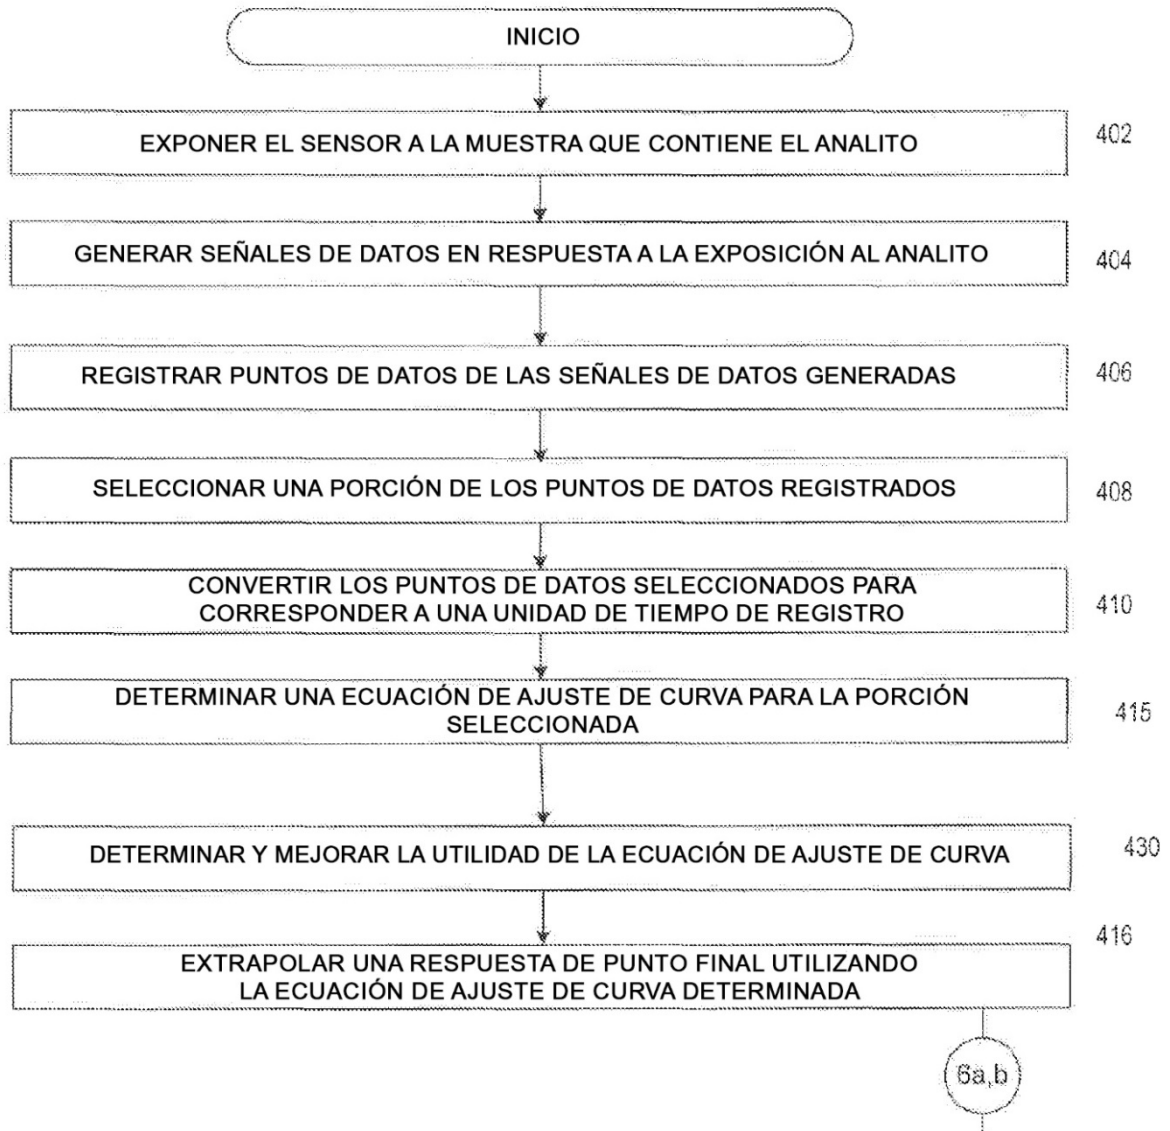 INICIO
EXPONER EL SENSOR A LA MUESTRA QUE CONTIENE EL ANALITO
402
GENERAR SEÑALES DE DATOS EN RESPUESTA A LA EXPOSICIÓN AL ANALITO
404
REGISTRAR PUNTOS DE DATOS DE LAS SEÑALES DE DATOS GENERADAS
406
SELECCIONAR UNA PORCIÓN DE LOS PUNTOS DE DATOS REGISTRADOS
408
CONVERTIR LOS PUNTOS DE DATOS SELECCIONADOS PARA
CORRESPONDER A UNA UNIDAD DE TIEMPO DE REGISTRO
410
DETERMINAR UNA ECUACIÓN DE AJUSTE DE CURVA PARA LA PORCIÓN
SELECCIONADA
415
DETERMINAR Y MEJORAR LA UTILIDAD DE LA ECUACIÓN DE AJUSTE DE CURVA
430
416
EXTRAPOLAR UNA RESPUESTA DE PUNTO FINAL UTILIZANDO
LA ECUACIÓN DE AJUSTE DE CURVA DETERMINADA
6a,b